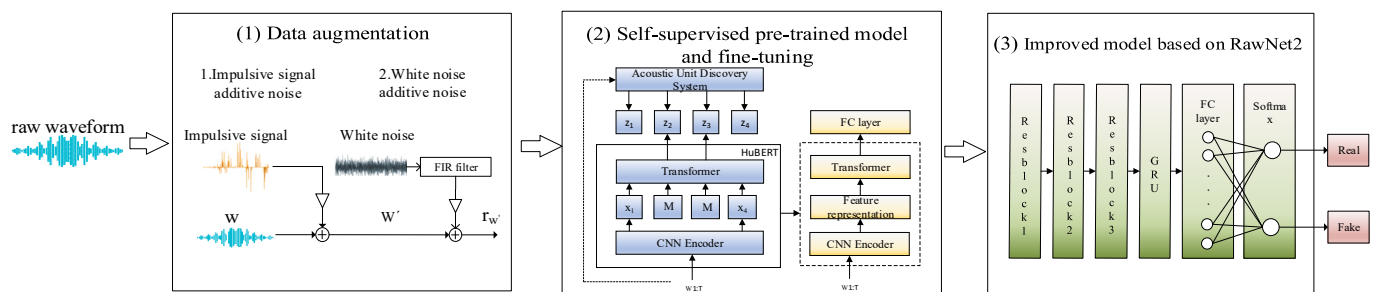 raw waveform
(1) Data augmentation
1.Impulsive signal
additive noise
2.White noise
additive noise
Impulsive signal
White noise
FIR filter
w
W´
r_w'
(2) Self-supervised pre-trained model
and fine-tuning
Acoustic Unit Discovery
System
z₁
z₂
z₃
z₄
HuBERT
Transformer
x₁
M
M
x₄
CNN Encoder
W1:T
FC layer
Transformer
Feature
representation
CNN Encoder
W1:T
(3) Improved model based on RawNet2
Resblock1
Resblock2
Resblock3
GRU
FC
layer
Softma
x
Real
Fake